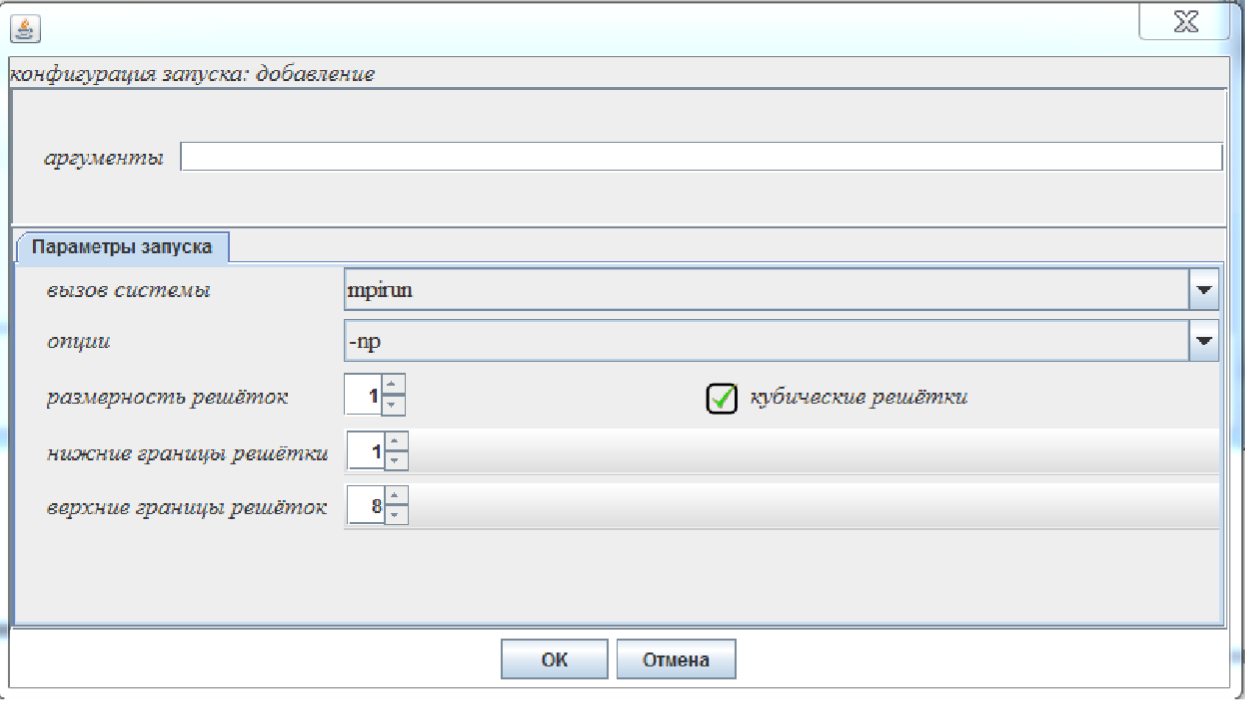 конфигурация запуска: добавление
аргументы
Параметры запуска
вызов системы mpirun
опции -np
размерность решёток 1 кубические решётки
нижние границы решётки 1
верхние границы решёток 8
OK Отмена